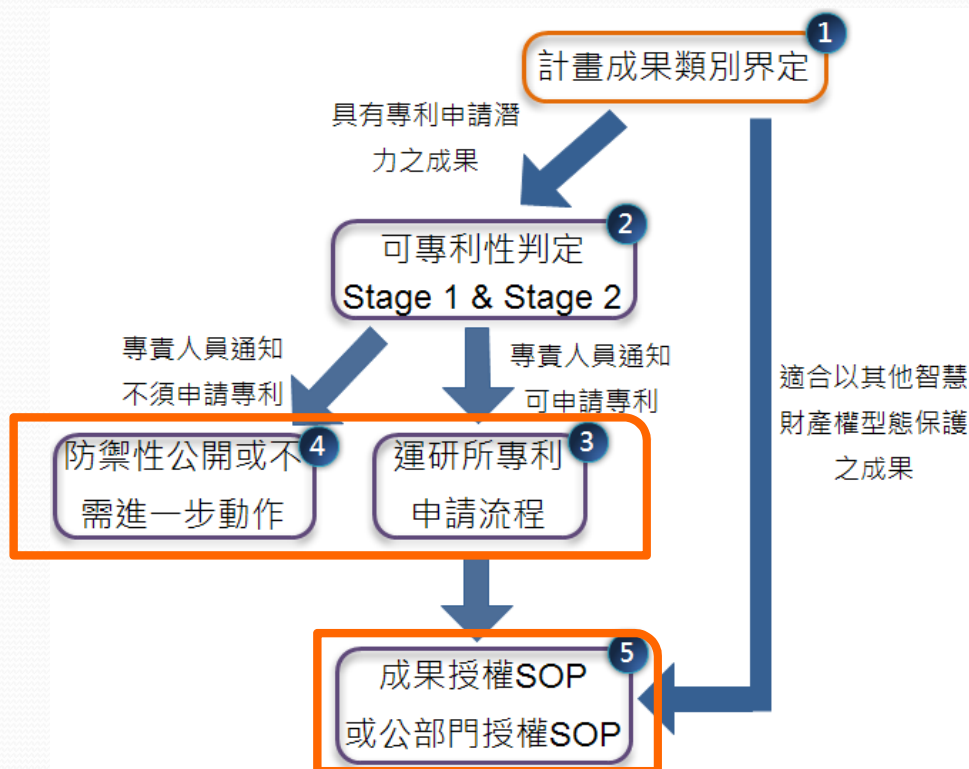 1
計畫成果類別界定
具有專利申請潛
力之成果
2
可專利性判定
Stage 1 & Stage 2
專責人員通知
不須申請專利
專責人員通知
可申請專利
適合以其他智慧
財產權型態保護
之成果
4
防禦性公開或不
需進一步動作
3
運研所專利
申請流程
5
成果授權SOP
或公部門授權SOP